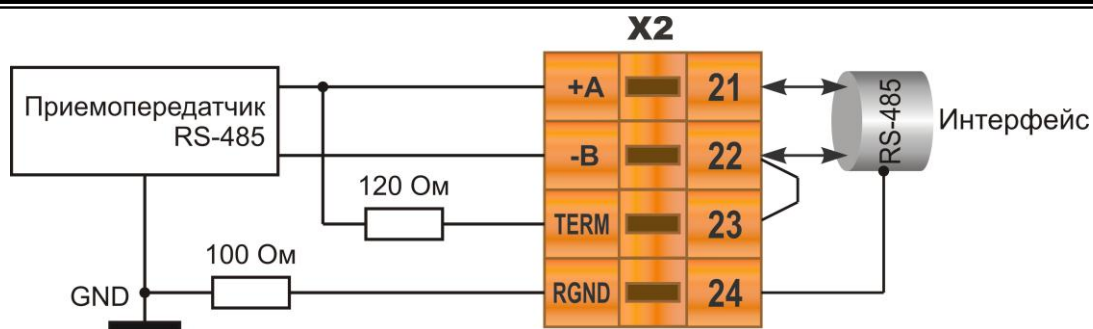 X2
Приемопередатчик
RS-485
+A
21
-B
22
RS-485
Интерфейс
120 Ом
TERM
23
100 Ом
GND
RGND
24